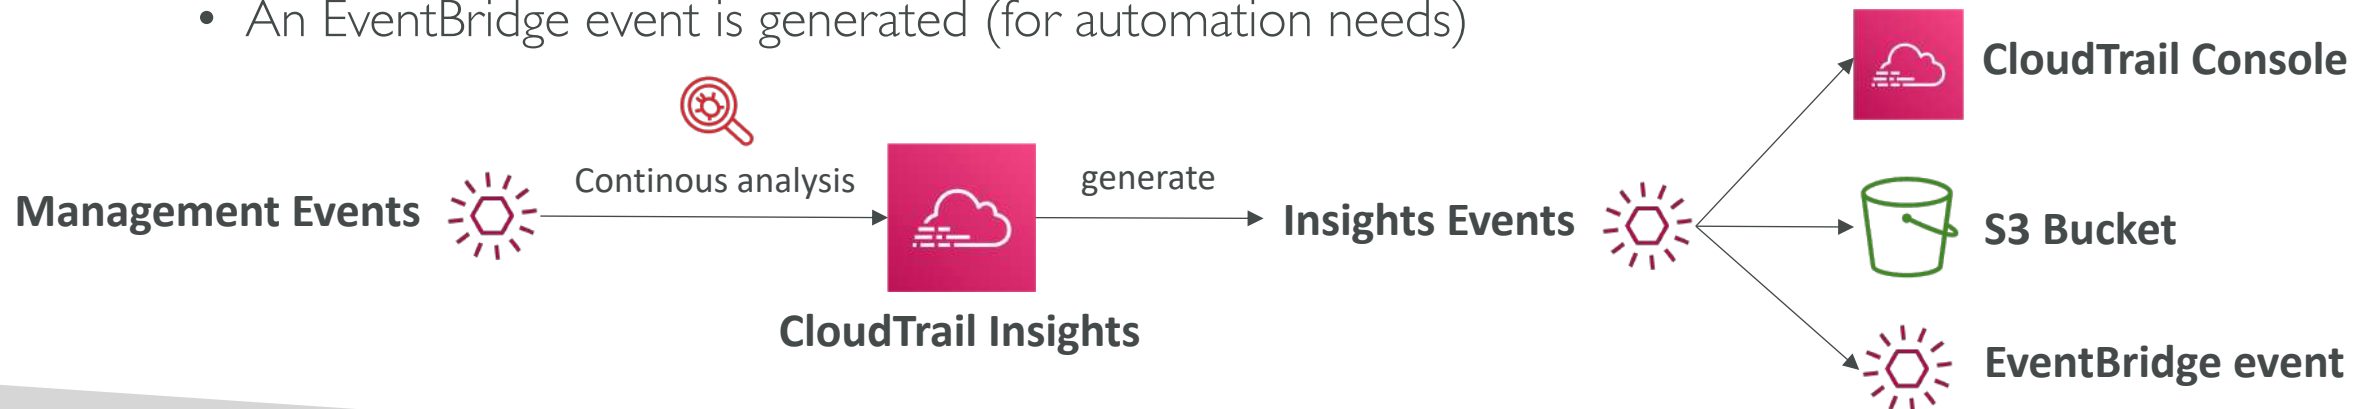 • An EventBridge event is generated (for automation needs)
CloudTrail Console
Continous analysis
generate
Management Events
Insights Events
S3 Bucket
CloudTrail Insights
EventBridge event